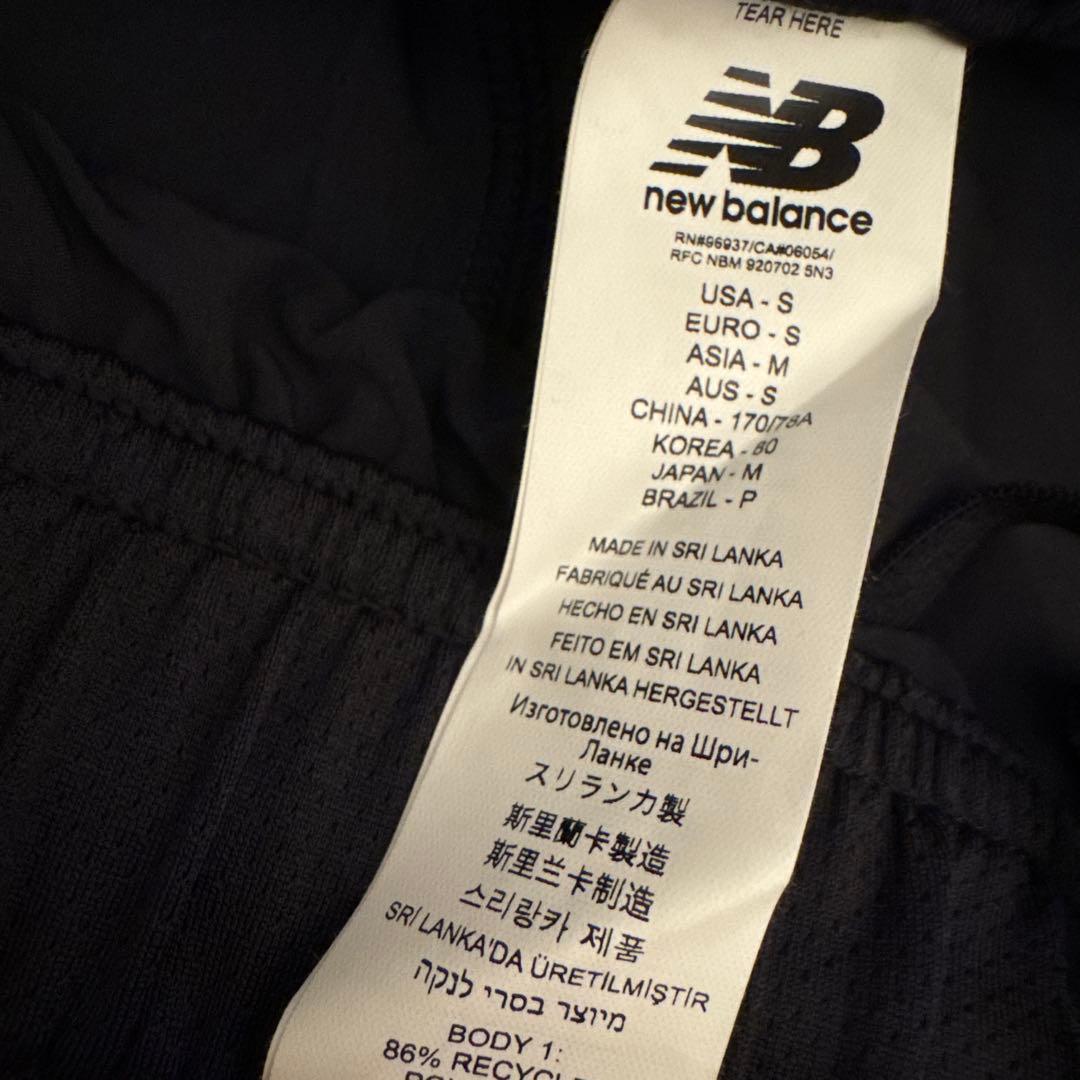 TEAR HERE
NB
new balance
RN#96937/CA#06054/
RFC NBM 920702 5N3
USA - S
EURO - S
ASIA - M
AUS - S
CHINA - 170/78A
KOREA - 80
JAPAN - M
BRAZIL - P
MADE IN SRI LANKA
FABRIQUÉ AU SRI LANKA
HECHO EN SRI LANKA
FEITO EM SRI LANKA
IN SRI LANKA HERGESTELLT
Изготовлено на Шри-
Ланке
スリランカ製
斯里蘭卡製造
斯里兰卡制造
스리랑카 제품
SRİ LANKA'DA ÜRETİLMİŞTİR
מיוצר בסרי לנקה
BODY 1:
86%